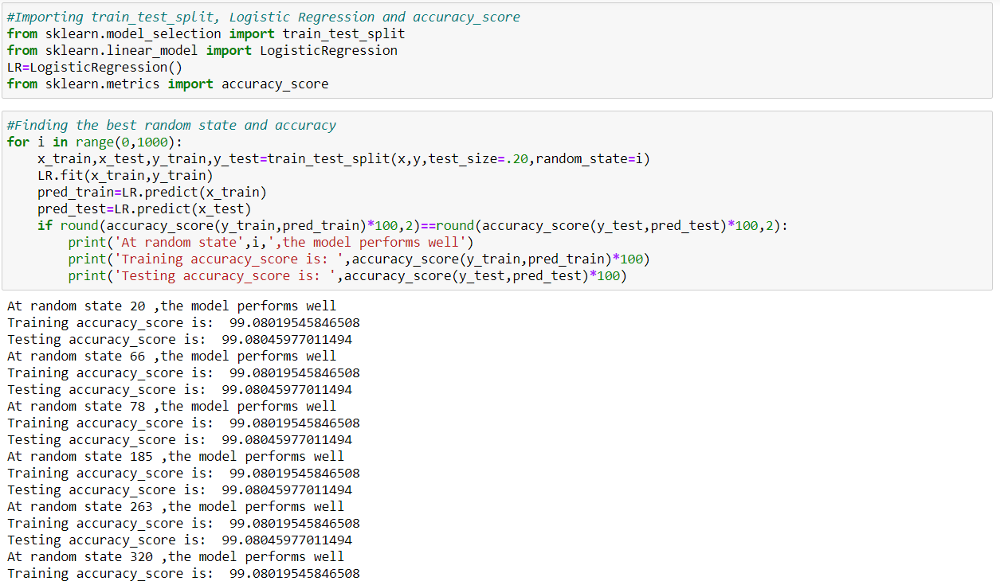 #Importing train_test_split, Logistic Regression and accuracy_score
from sklearn.model_selection import train_test_split
from sklearn.linear_model import LogisticRegression
LR=LogisticRegression()
from sklearn.metrics import accuracy_score
#Finding the best random state and accuracy
for i in range(0,1000):
    x_train,x_test,y_train,y_test=train_test_split(x,y,test_size=.20,random_state=i)
    LR.fit(x_train,y_train)
    pred_train=LR.predict(x_train)
    pred_test=LR.predict(x_test)
    if round(accuracy_score(y_train,pred_train)*100,2)==round(accuracy_score(y_test,pred_test)*100,2):
        print('At random state',i,',the model performs well')
        print('Training accuracy_score is: ',accuracy_score(y_train,pred_train)*100)
        print('Testing accuracy_score is: ',accuracy_score(y_test,pred_test)*100)
At random state 20 ,the model performs well
Training accuracy_score is:  99.08019545846508
Testing accuracy_score is:  99.08045977011494
At random state 66 ,the model performs well
Training accuracy_score is:  99.08019545846508
Testing accuracy_score is:  99.08045977011494
At random state 78 ,the model performs well
Training accuracy_score is:  99.08019545846508
Testing accuracy_score is:  99.08045977011494
At random state 185 ,the model performs well
Training accuracy_score is:  99.08019545846508
Testing accuracy_score is:  99.08045977011494
At random state 263 ,the model performs well
Training accuracy_score is:  99.08019545846508
Testing accuracy_score is:  99.08045977011494
At random state 320 ,the model performs well
Training accuracy_score is:  99.08019545846508